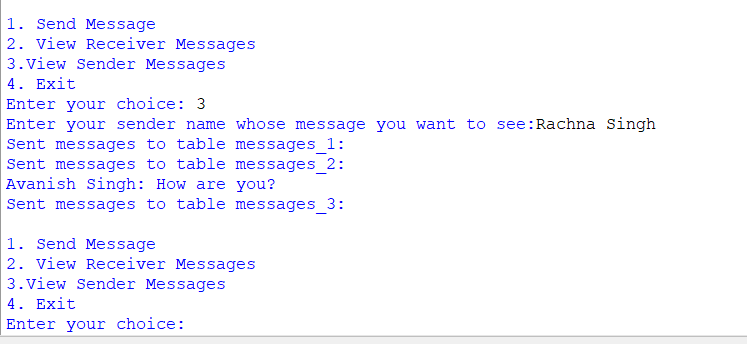 1. Send Message
2. View Receiver Messages
3.View Sender Messages
4. Exit
Enter your choice: 3
Enter your sender name whose message you want to see:Rachna Singh
Sent messages to table messages_1:
Sent messages to table messages_2:
Avanish Singh: How are you?
Sent messages to table messages_3:
1. Send Message
2. View Receiver Messages
3.View Sender Messages
4. Exit
Enter your choice: